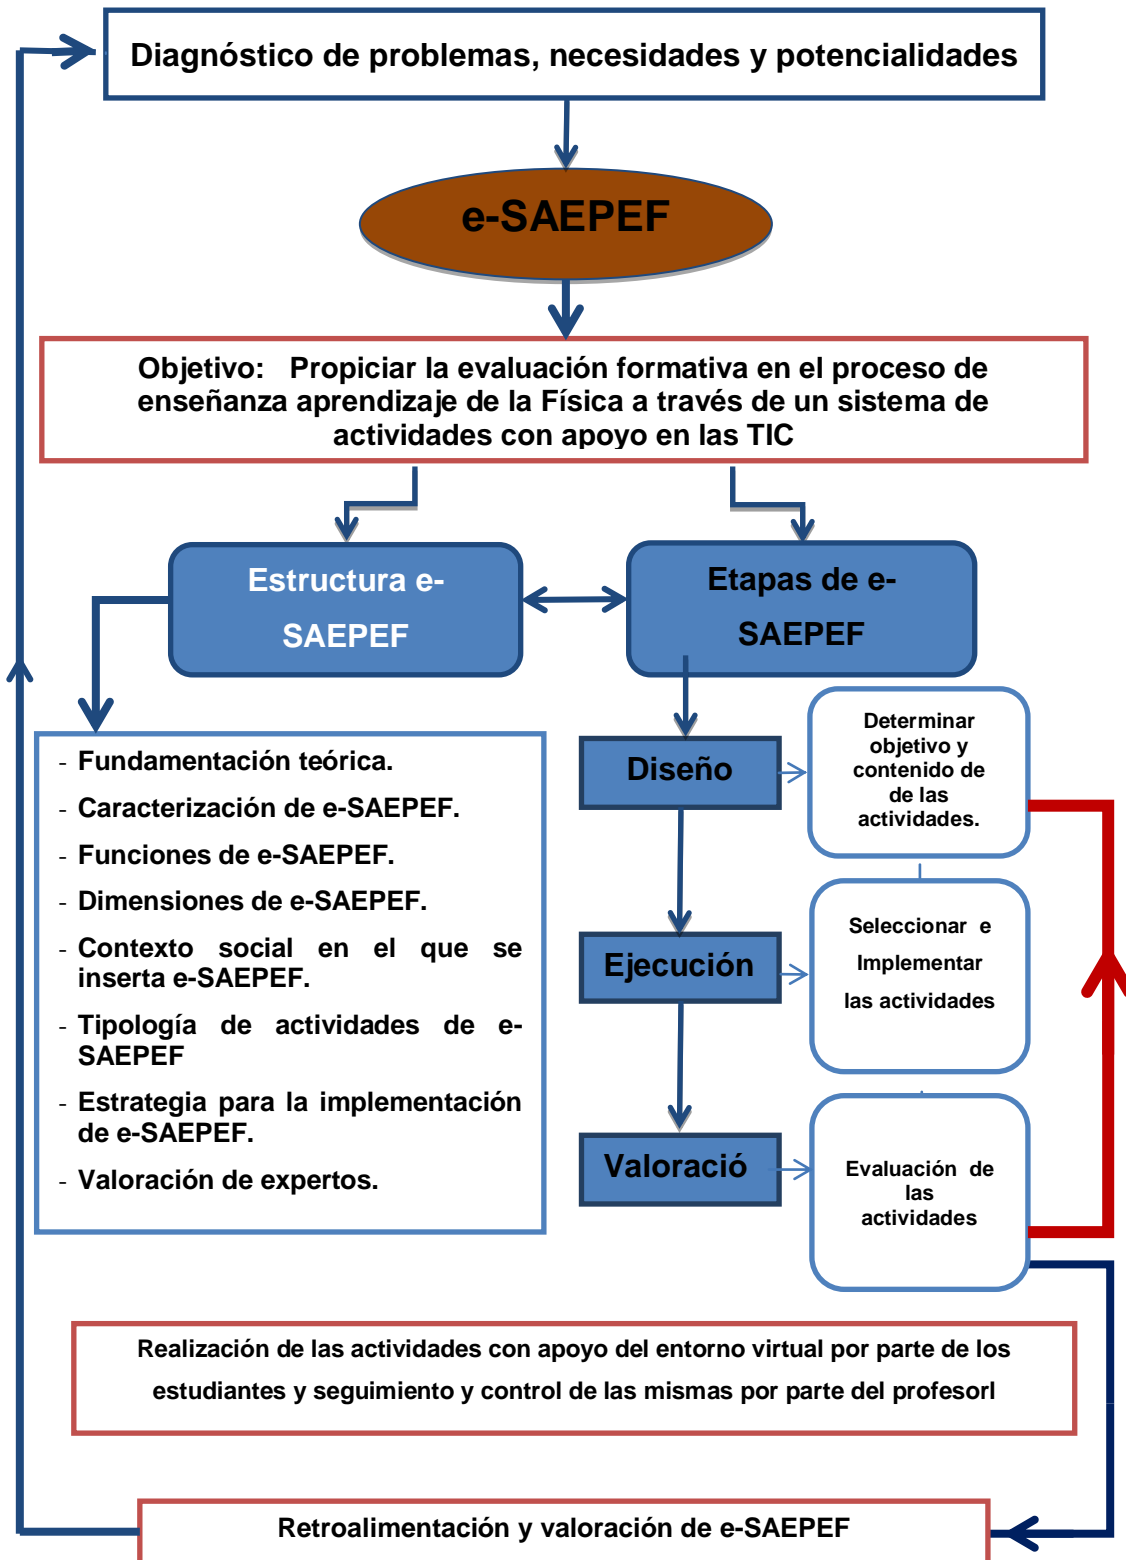 Diagnóstico de problemas, necesidades y potencialidades
e-SAEPEF
Objetivo: Propiciar la evaluación formativa en el proceso de
enseñanza aprendizaje de la Física a través de un sistema de
actividades con apoyo en las TIC
Estructura e-
SAEPEF
Etapas de e-
SAEPEF
- Fundamentación teórica.
- Caracterización de e-SAEPEF.
- Funciones de e-SAEPEF.
- Dimensiones de e-SAEPEF.
- Contexto social en el que se
inserta e-SAEPEF.
- Tipología de actividades de e-
SAEPEF
- Estrategia para la implementación
de e-SAEPEF.
- Valoración de expertos.
Diseño
Determinar
objetivo y
contenido de
de las
actividades.
Ejecución
Seleccionar e
Implementar
las actividades
Valoració
Evaluación de
las
actividades
Realización de las actividades con apoyo del entorno virtual por parte de los
estudiantes y seguimiento y control de las mismas por parte del profesorl
Retroalimentación y valoración de e-SAEPEF